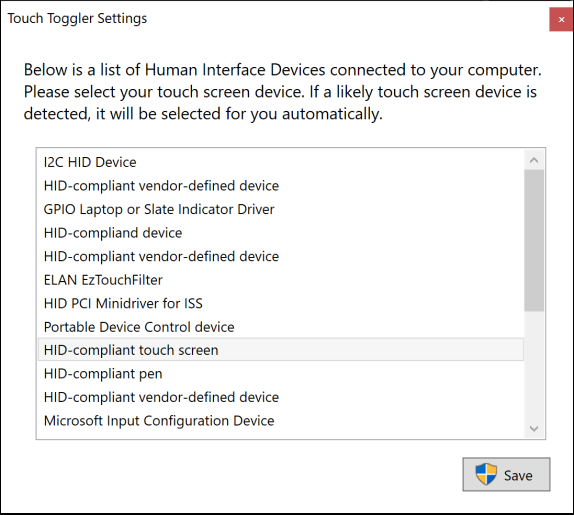 Touch Toggler Settings
Below is a list of Human Interface Devices connected to your computer.
Please select your touch screen device. If a likely touch screen device is
detected, it will be selected for you automatically.
I2C HID Device
HID-compliant vendor-defined device
GPIO Laptop or Slate Indicator Driver
HID-compliand device
HID-compliant vendor-defined device
ELAN EzTouchFilter
HID PCI Minidriver for ISS
Portable Device Control device
HID-compliant touch screen
HID-compliant pen
HID-compliant vendor-defined device
Microsoft Input Configuration Device
Save